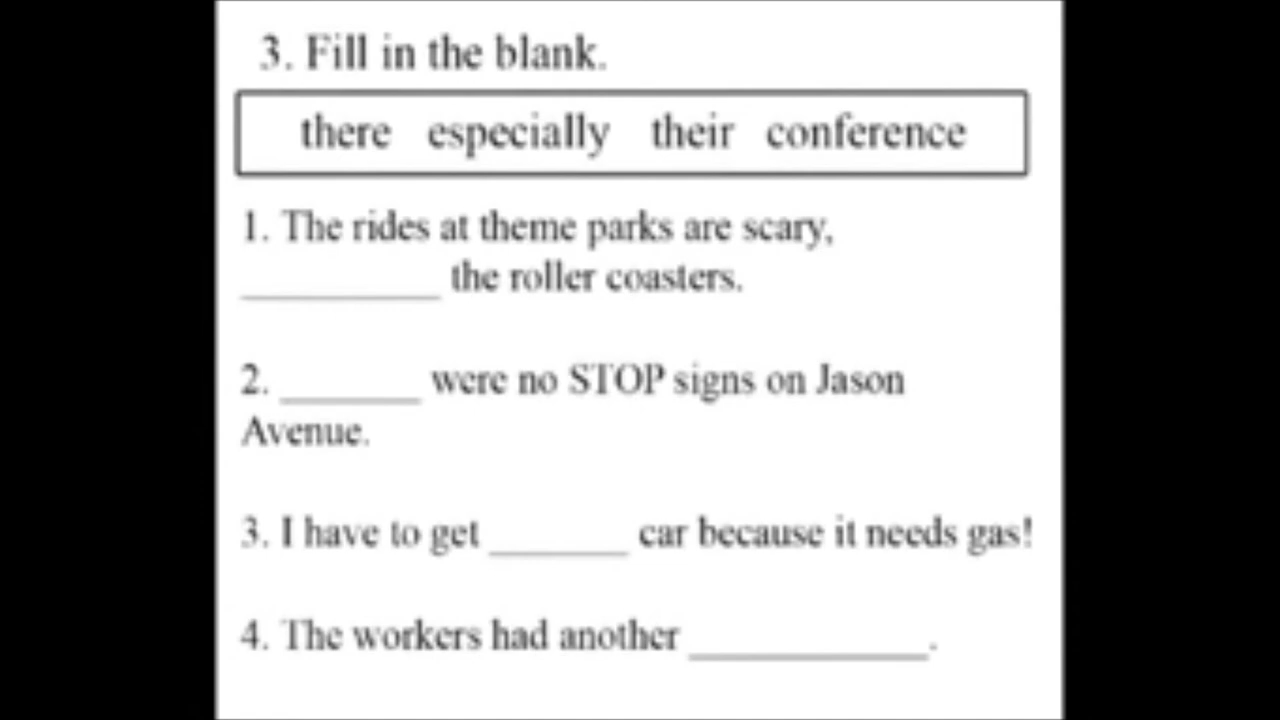 3. Fill in the blank.
there especially their conference
1. The rides at theme parks are scary,
__________ the roller coasters.
2. _______ were no STOP signs on Jason
Avenue.
3. I have to get _______ car because it needs gas!
4. The workers had another ____________.